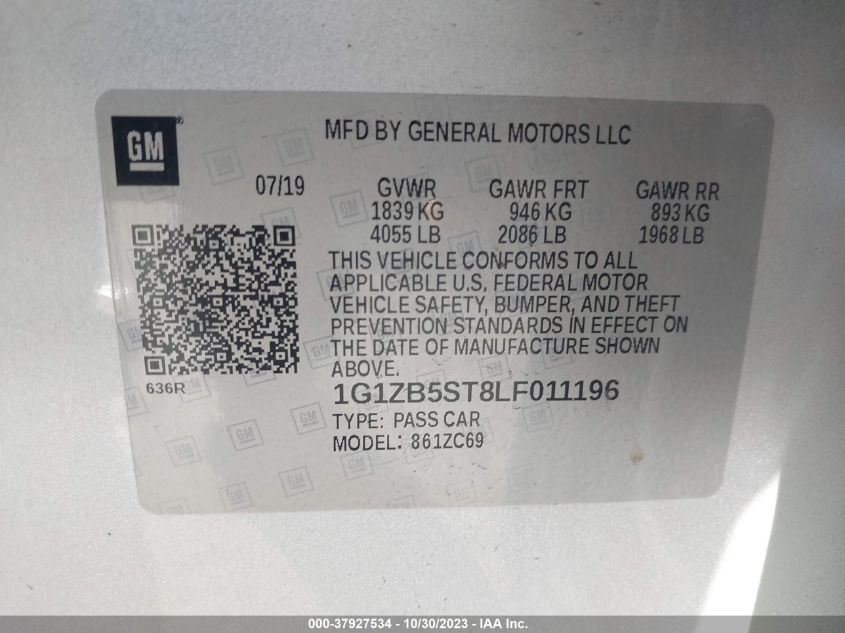 GM®
MFD BY GENERAL MOTORS LLC
07/19 GVWR GAWR FRT GAWR RR
1839 KG 946 KG 893 KG
4055 LB 2086 LB 1968 LB
THIS VEHICLE CONFORMS TO ALL
APPLICABLE U.S. FEDERAL MOTOR
VEHICLE SAFETY, BUMPER, AND THEFT
PREVENTION STANDARDS IN EFFECT ON
THE DATE OF MANUFACTURE SHOWN
ABOVE.
636R
1G1ZB5ST8LF011196
TYPE: PASS CAR
MODEL: 861ZC69
000-37927534 - 10/30/2023 - IAA Inc.